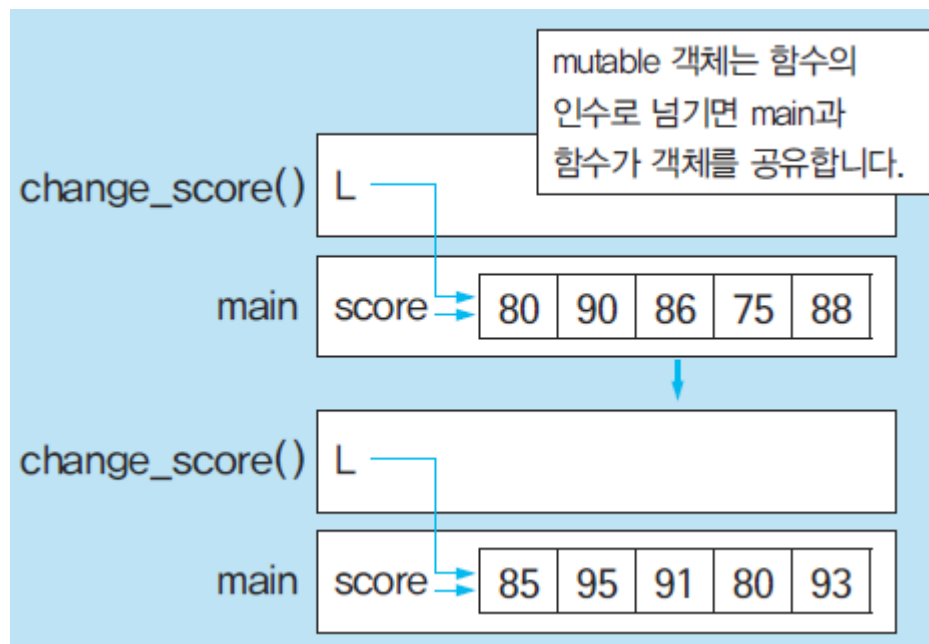 mutable 객체는 함수의
인수로 넘기면 main과
함수가 객체를 공유합니다.
change_score() L
main score 80 90 86 75 88
change_score() L
main score 85 95 91 80 93